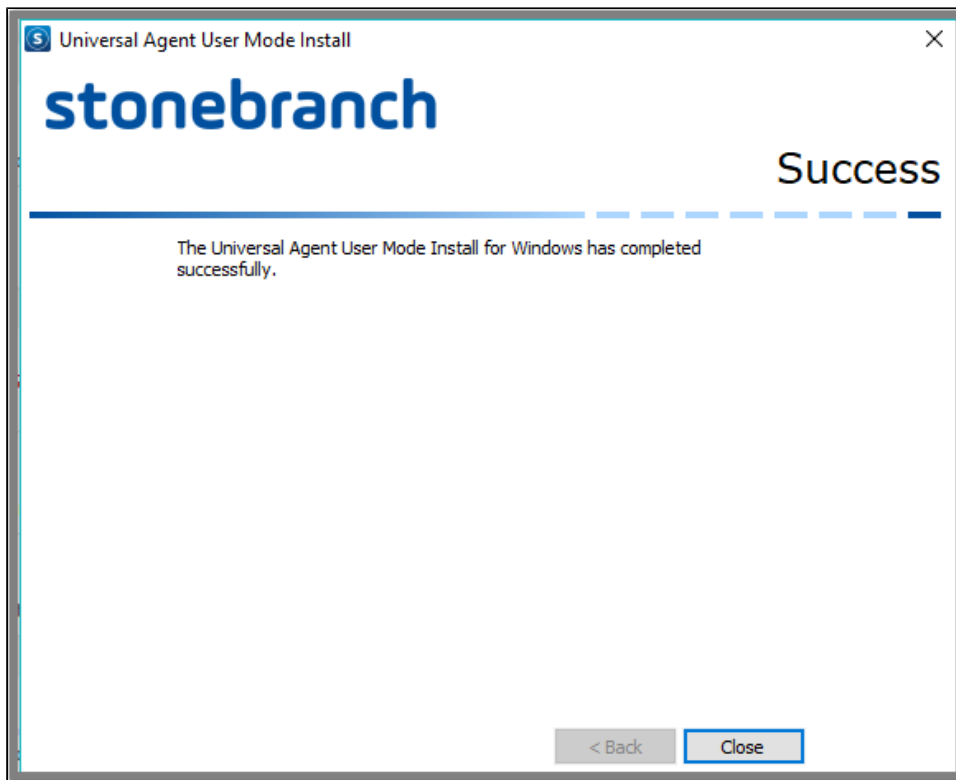 Universal Agent User Mode Install
stonebranch
Success
The Universal Agent User Mode Install for Windows has completed
successfully.
< Back
Close